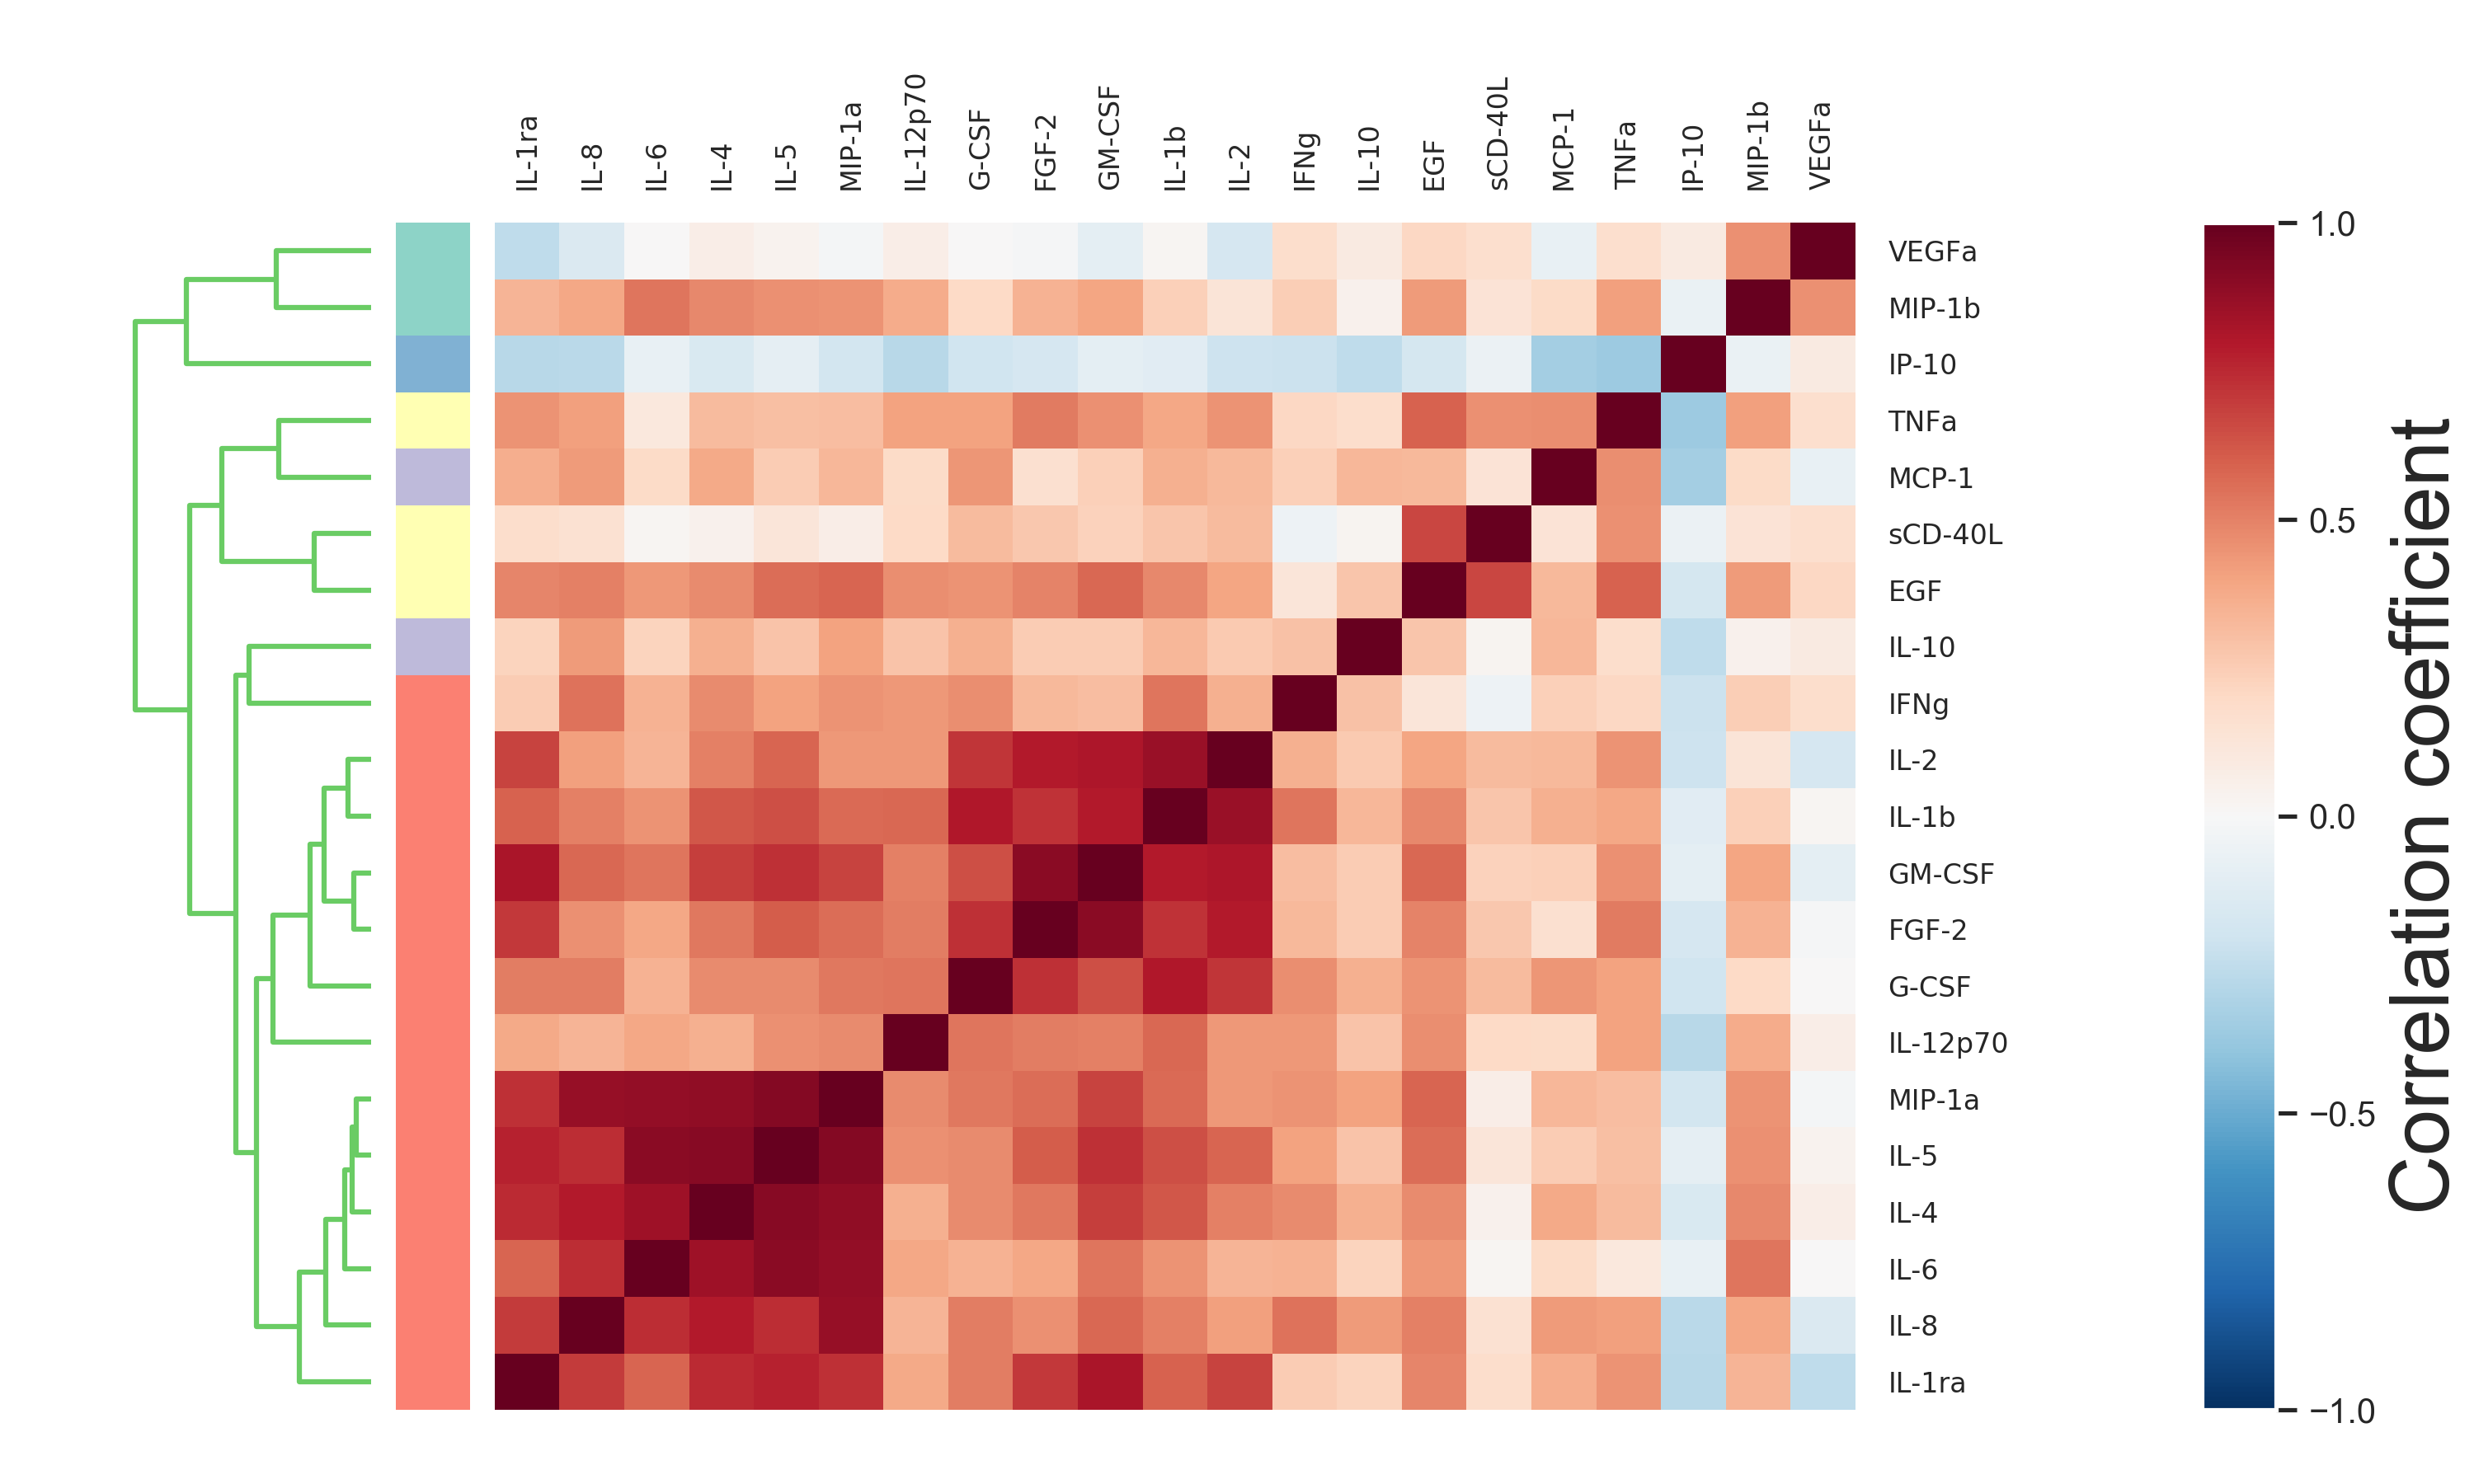 IL-1ra
IL-8
IL-6
IL-4
IL-5
MIP-1a
IL-12p70
G-CSF
FGF-2
GM-CSF
IL-1b
IL-2
IFNg
IL-10
EGF
sCD-40L
MCP-1
TNFa
IP-10
MIP-1b
VEGFa
VEGFa
MIP-1b
IP-10
TNFa
MCP-1
sCD-40L
EGF
IL-10
IFNg
IL-2
IL-1b
GM-CSF
FGF-2
G-CSF
IL-12p70
MIP-1a
IL-5
IL-4
IL-6
IL-8
IL-1ra
1.0
0.5
0.0
−0.5
−1.0
Correlation coefficient